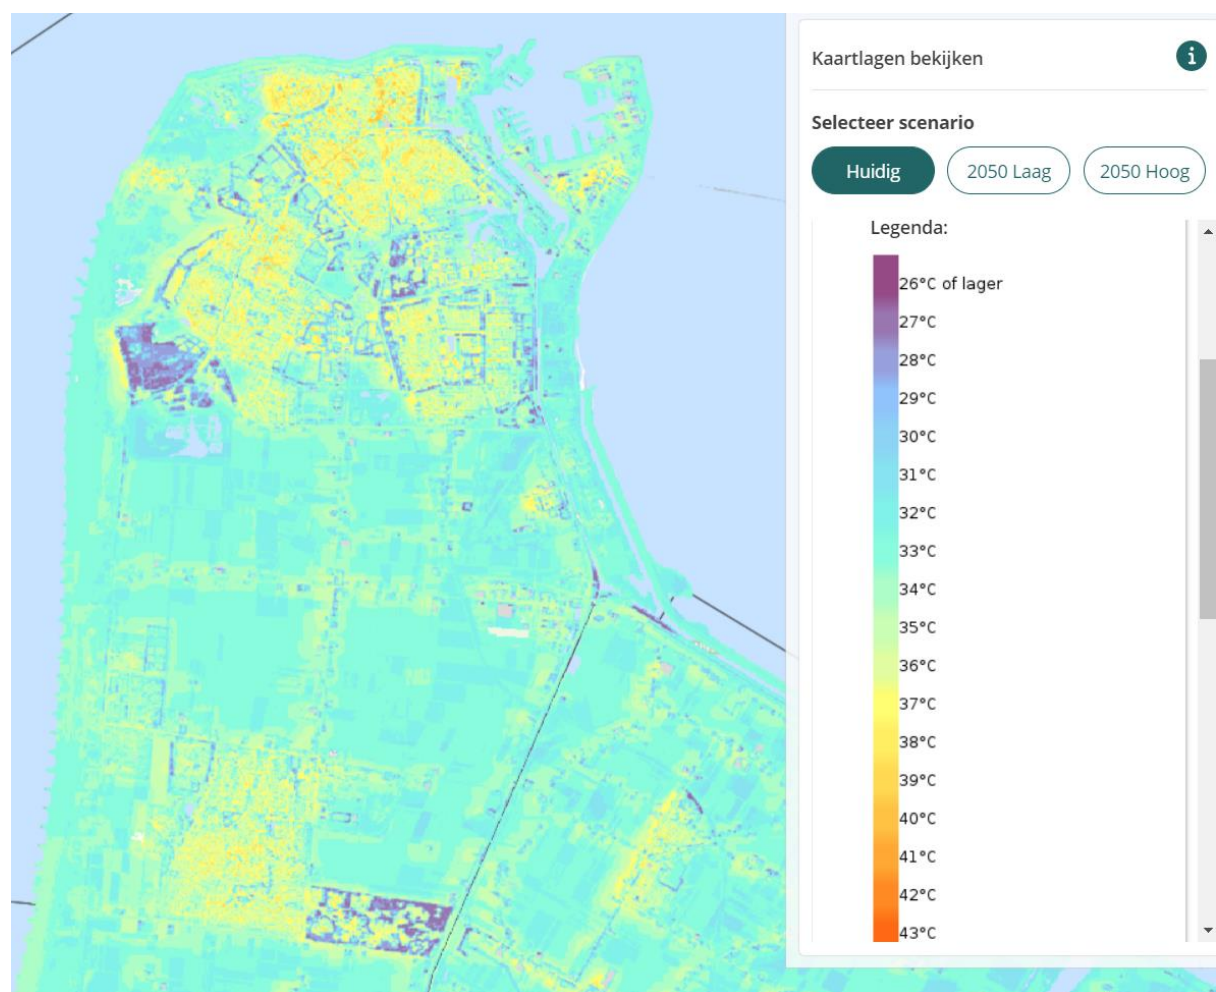 Kaartlagen bekijken
i
Selecteer scenario
Huidig
2050 Laag
2050 Hoog
Legenda:
26°C of lager
27°C
28°C
29°C
30°C
31°C
32°C
33°C
34°C
35°C
36°C
37°C
38°C
39°C
40°C
41°C
42°C
43°C